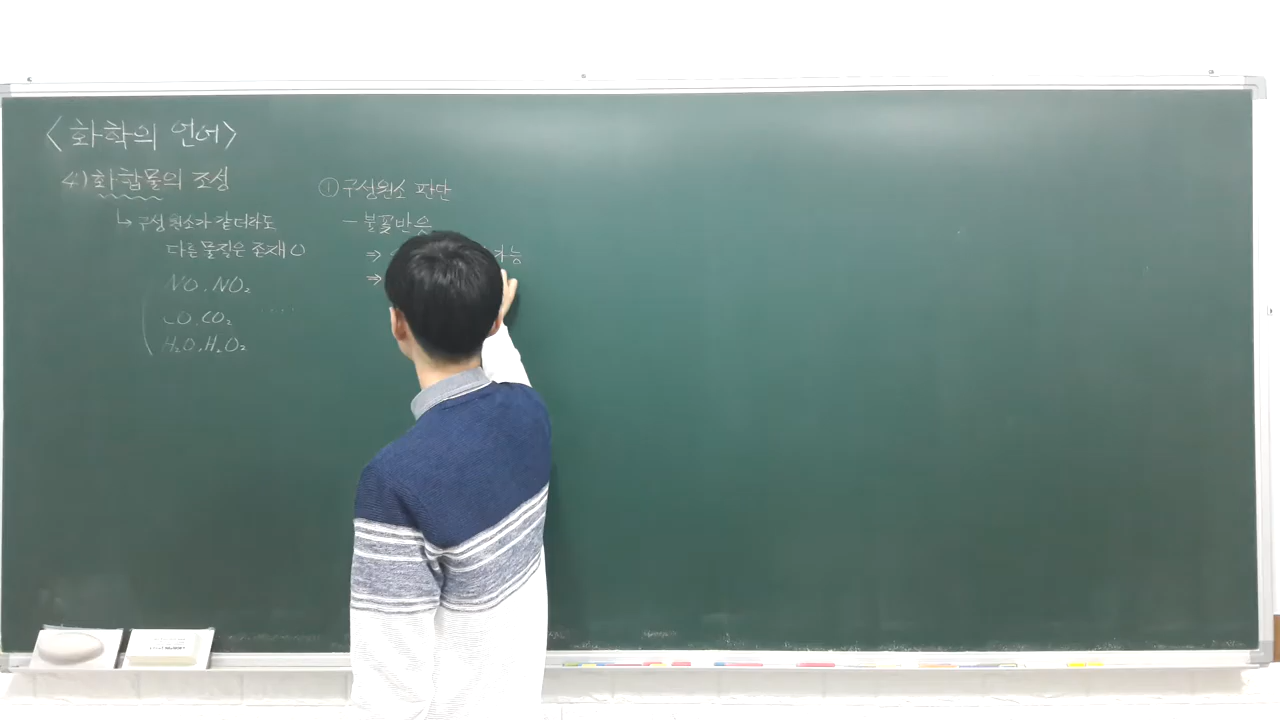 <화학의 언어>
4) 화합물의 조성
↳ 구성 원소가 같더라도
다른 물질은 존재 O
NO, NO₂
CO, CO₂ ....
H₂O, H₂O₂
① 구성원소 판단
- 불꽃반응
⇒ 가능
⇒